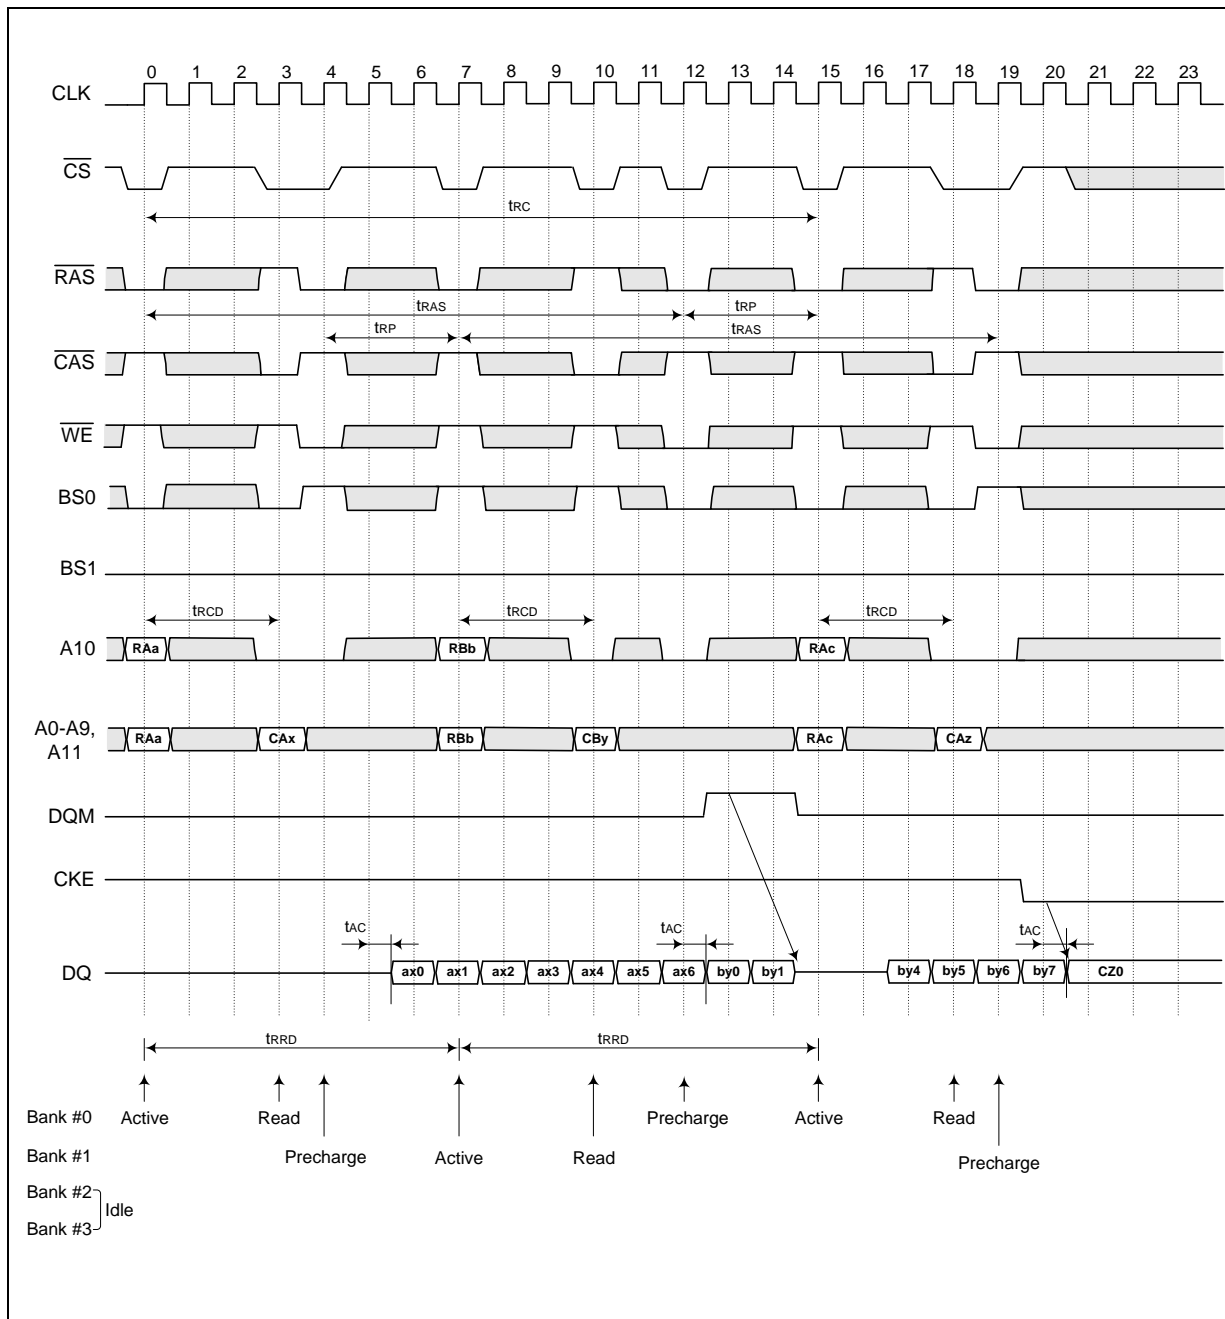 0 1 2 3 4 5 6 7 8 9 10 11 12 13 14 15 16 17 18 19 20 21 22 23
CLK
CS
tRC
RAS
tRAS tRP
tRP tRAS
CAS
WE
BS0
BS1
tRCD tRCD tRCD
A10 RAa RBb RAc
A0-A9,
A11
RAa CAx RBb CBy RAc CAz
DQM
CKE
tAC tAC tAC
DQ ax0 ax1 ax2 ax3 ax4 ax5 ax6 by0 by1 by4 by5 by6 by7 CZ0
tRRD tRRD
Bank #0 Active Read Precharge Active Read
Bank #1 Precharge Active Read Precharge
Bank #2
Idle
Bank #3